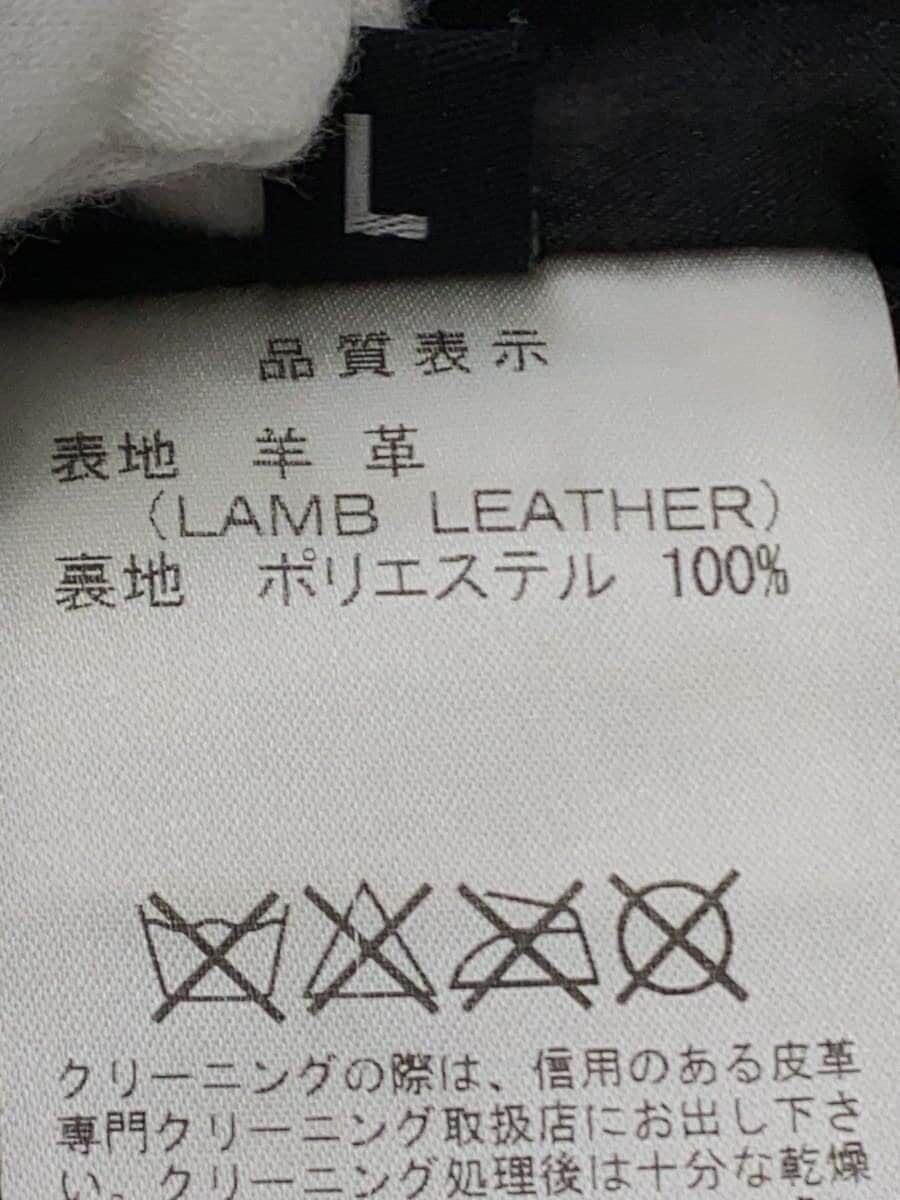 L
品質表示
表地 羊 革
(LAMB LEATHER)
裏地 ポリエステル 100%
クリーニングの際は、信用のある皮革
専門クリーニング取扱店にお出し下さ
い。クリーニング処理後は十分な乾燥